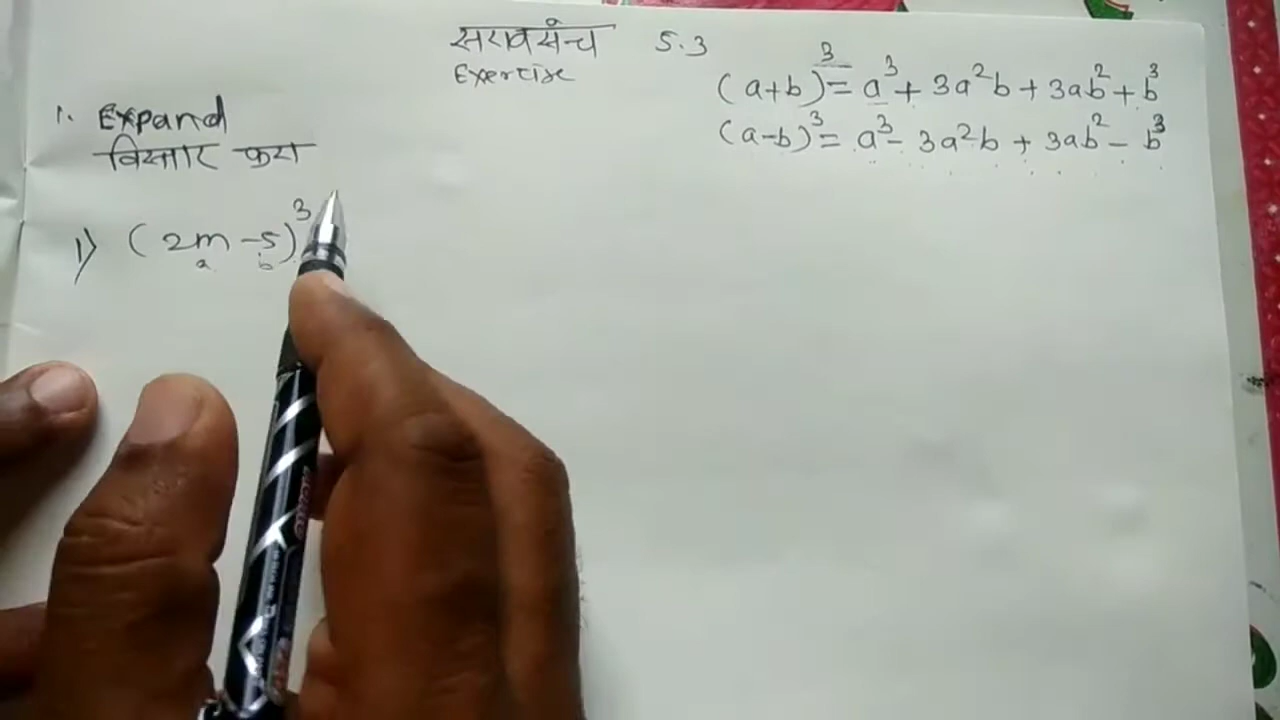 सरावसंच 5.3
Exercise
(a+b)³ = a³ + 3a²b + 3ab² + b³
(a-b)³ = a³ - 3a²b + 3ab² - b³
1. Expand
विस्तार करा
1) (2m - 5)³
a b